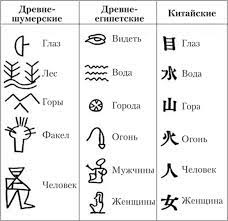 Древне-шумерские
Древне-египетские
Китайские
Глаз
Видеть
目 Глаз
Лес
Вода
水 Вода
Горы
Города
山 Гора
Факел
Огонь
火 Огонь
Человек
Мужчины
人 Человек
Женщины
女 Женщина